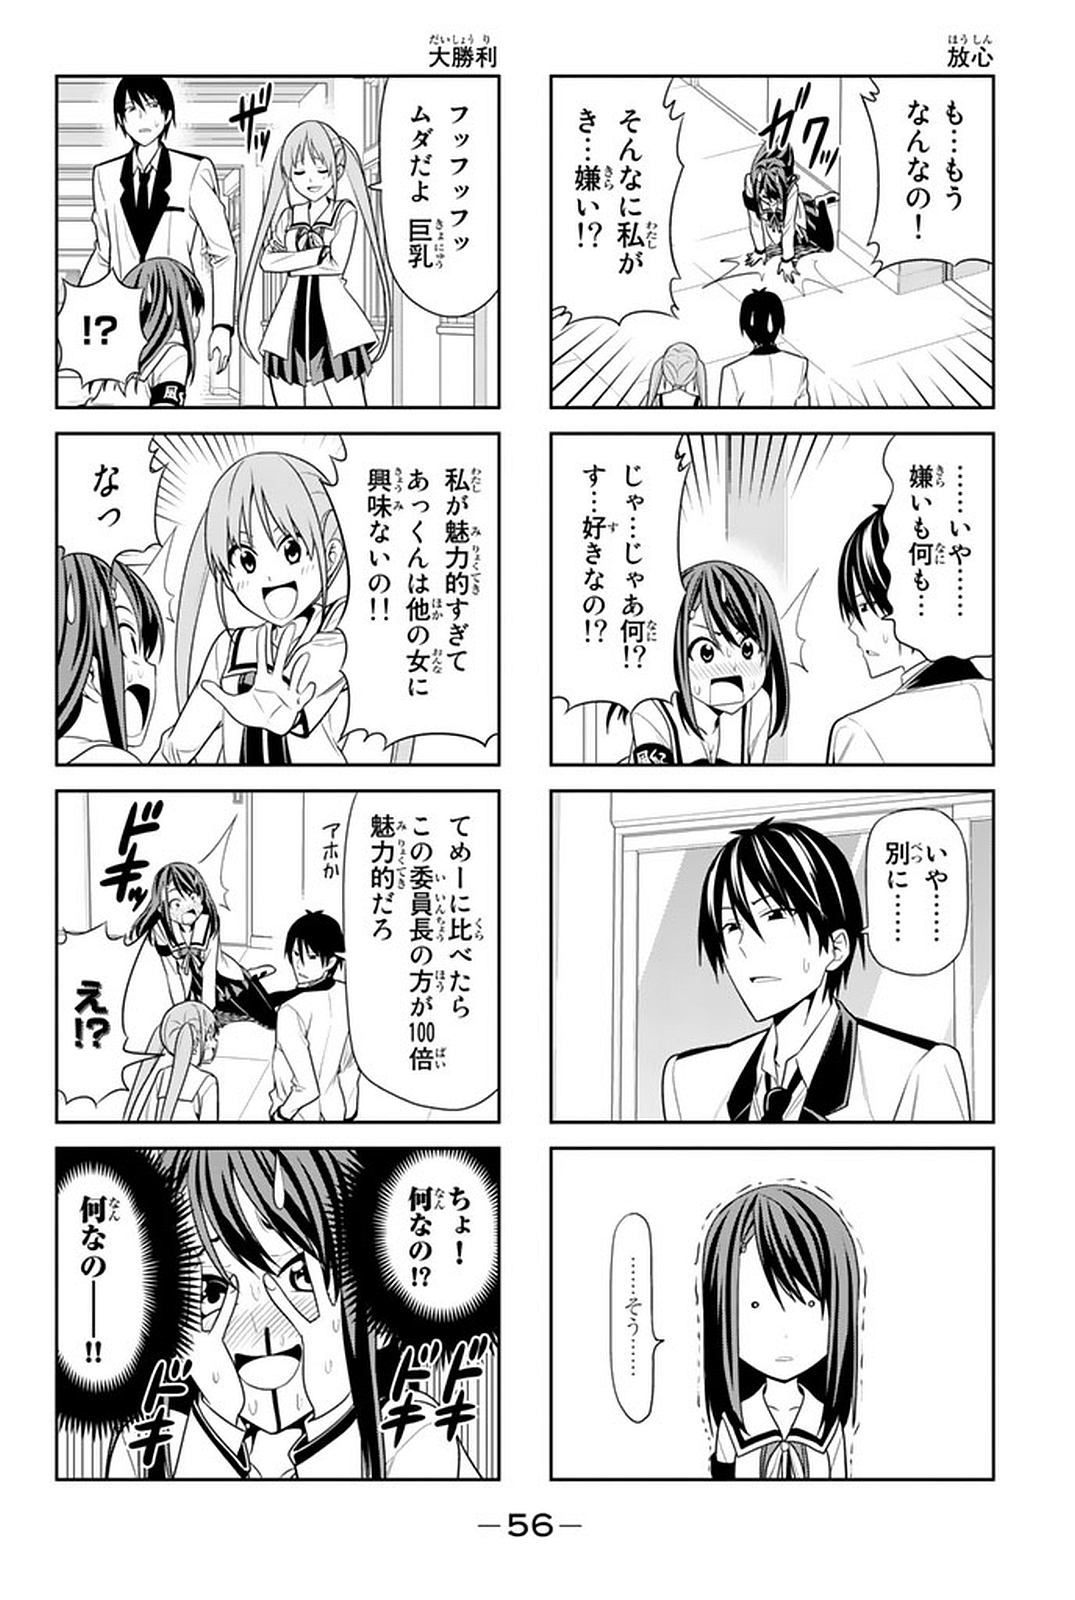 放心
も…もう
なんなの！
そんなに私が
き…嫌い!?
ガクッ
………いや………
嫌いも何も…
じゃ…じゃあ何!?
す…好きなの!?
風紀
いや………
別に………
……そう……
大勝利
フッフッフッ
ムダだよ 巨乳
!?
私が魅力的すぎて
あっくんは他の女に
興味ないの!!
なっ
てめーに比べたら
この委員長の方が100倍
魅力的だろ
アホか
ドキッ
え!?
ちょ！
何なの!?
何なの――!!
ドキ
ドキ
―56―